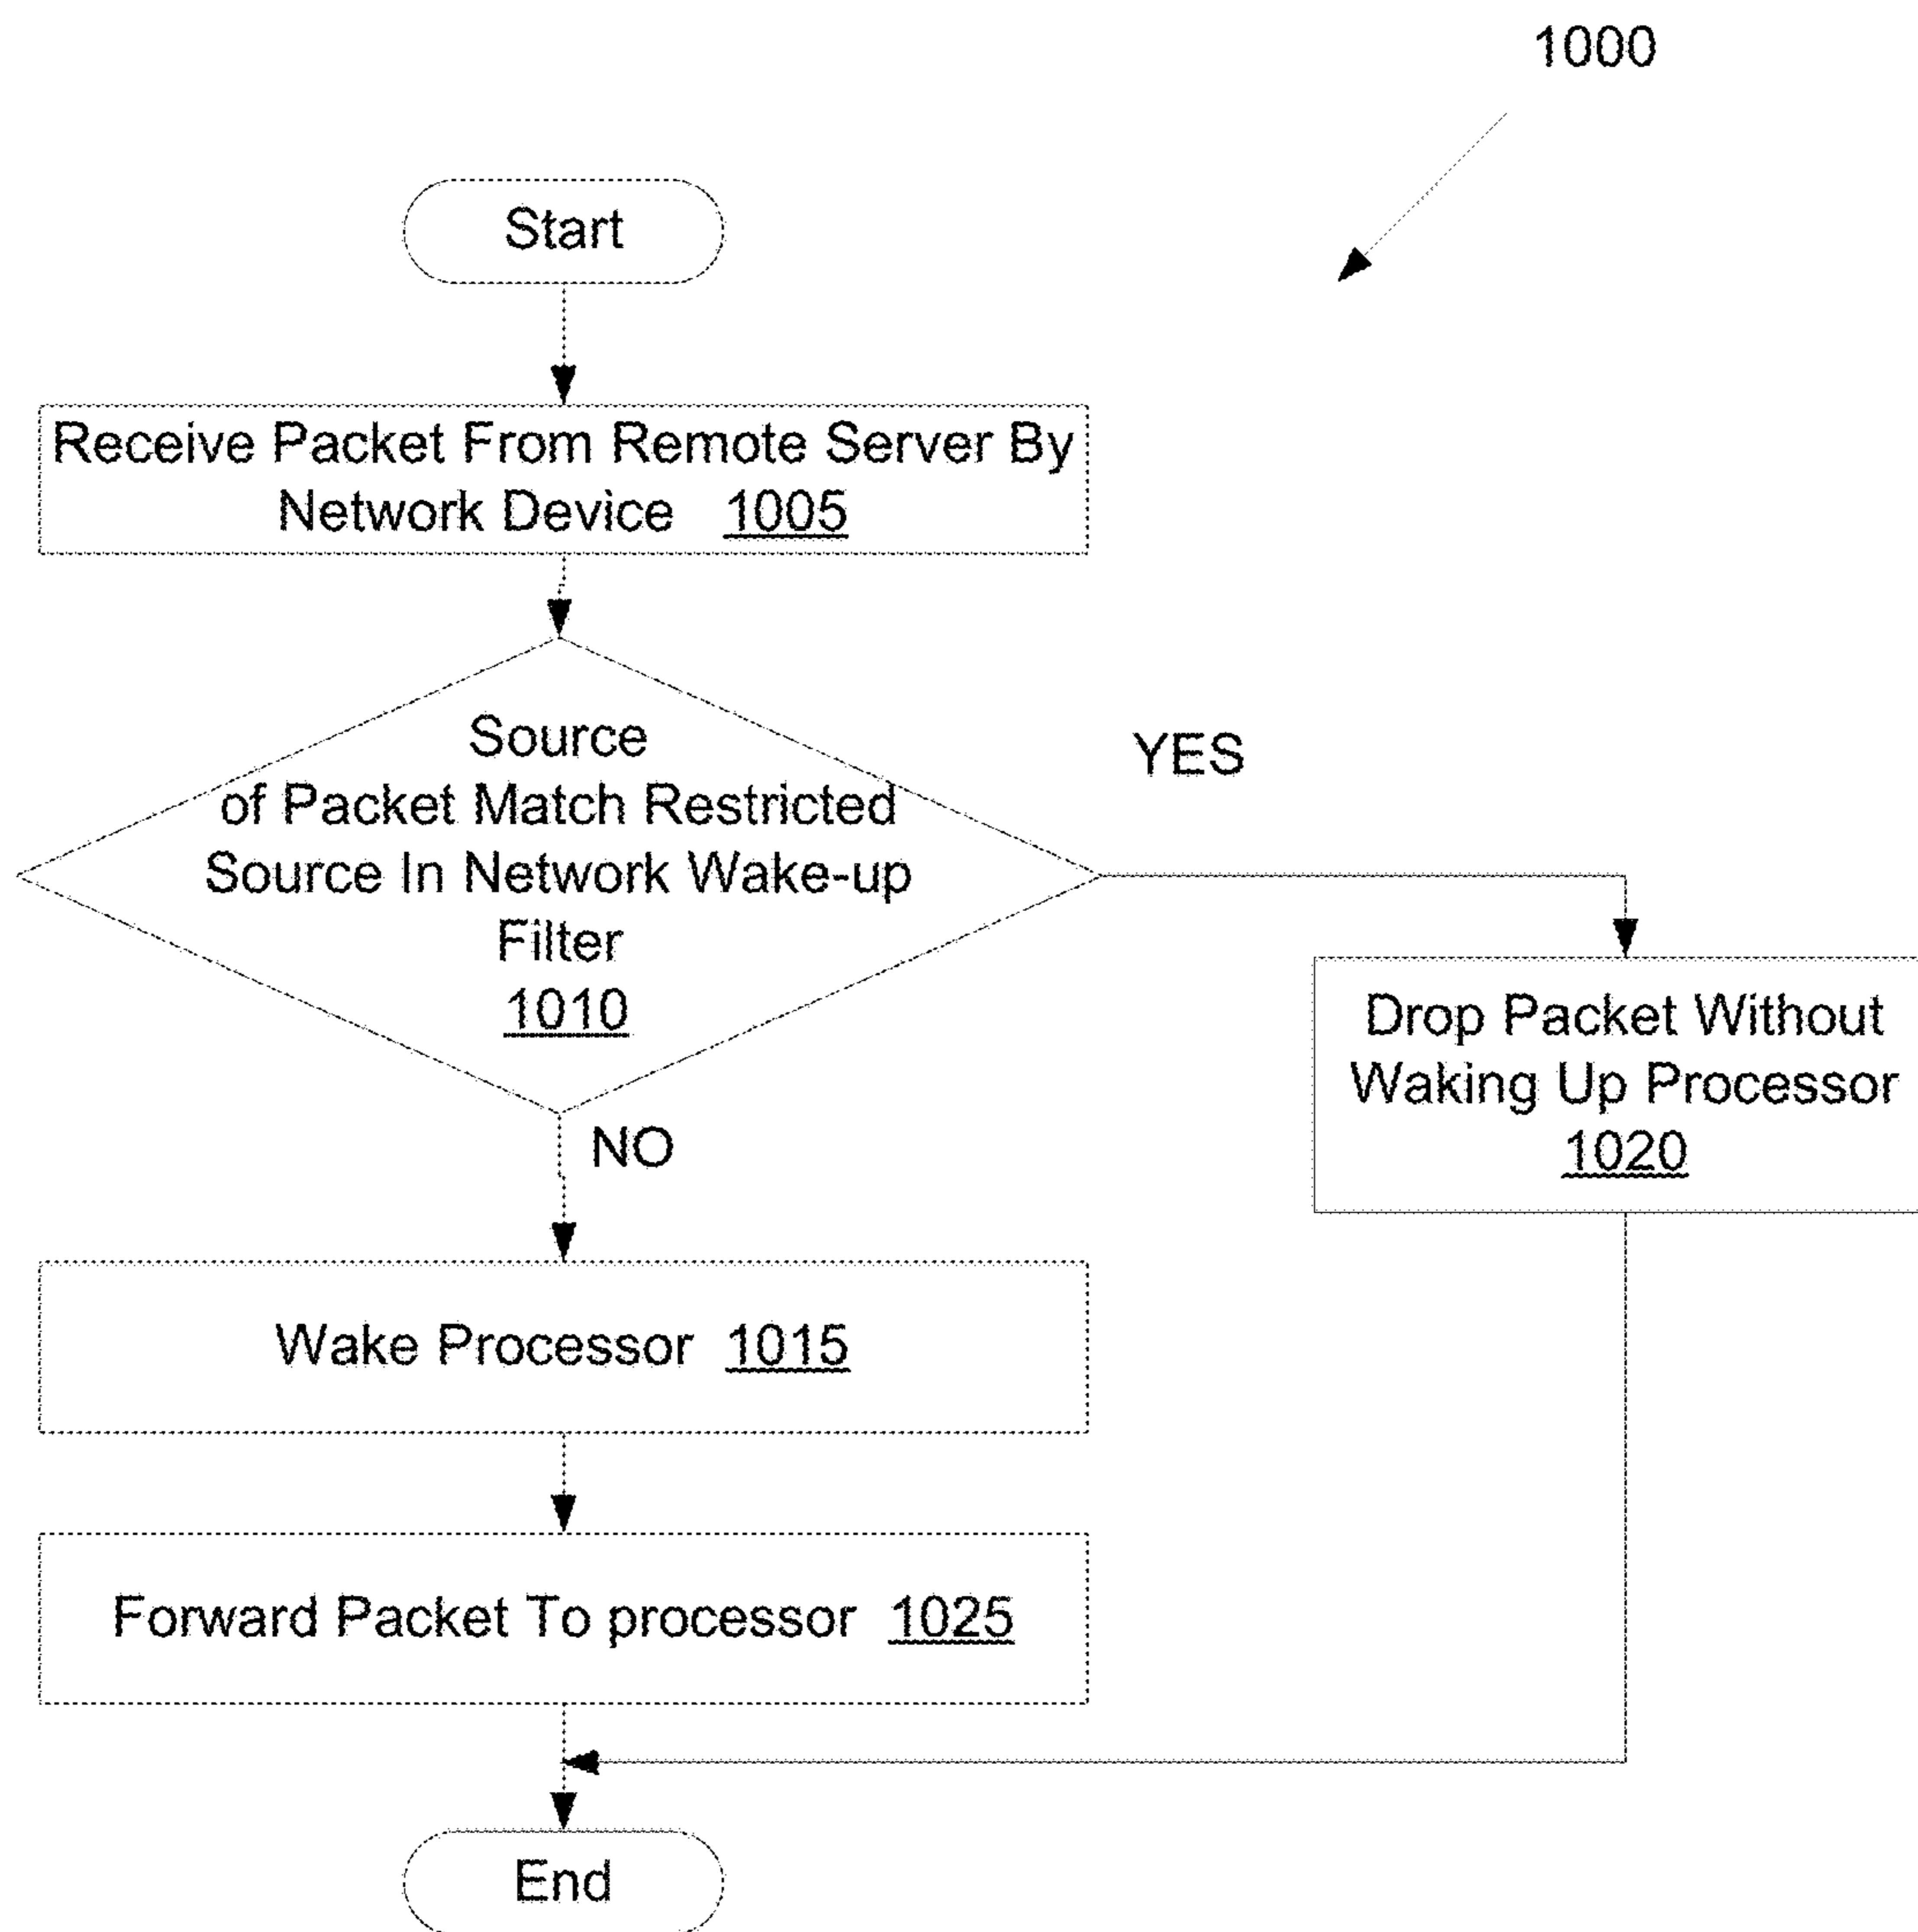 1000
Start
Receive Packet From Remote Server By
Network Device 1005
Source
of Packet Match Restricted
Source In Network Wake-up
Filter
1010
YES
NO
Drop Packet Without
Waking Up Processor
1020
Wake Processor 1015
Forward Packet To processor 1025
End